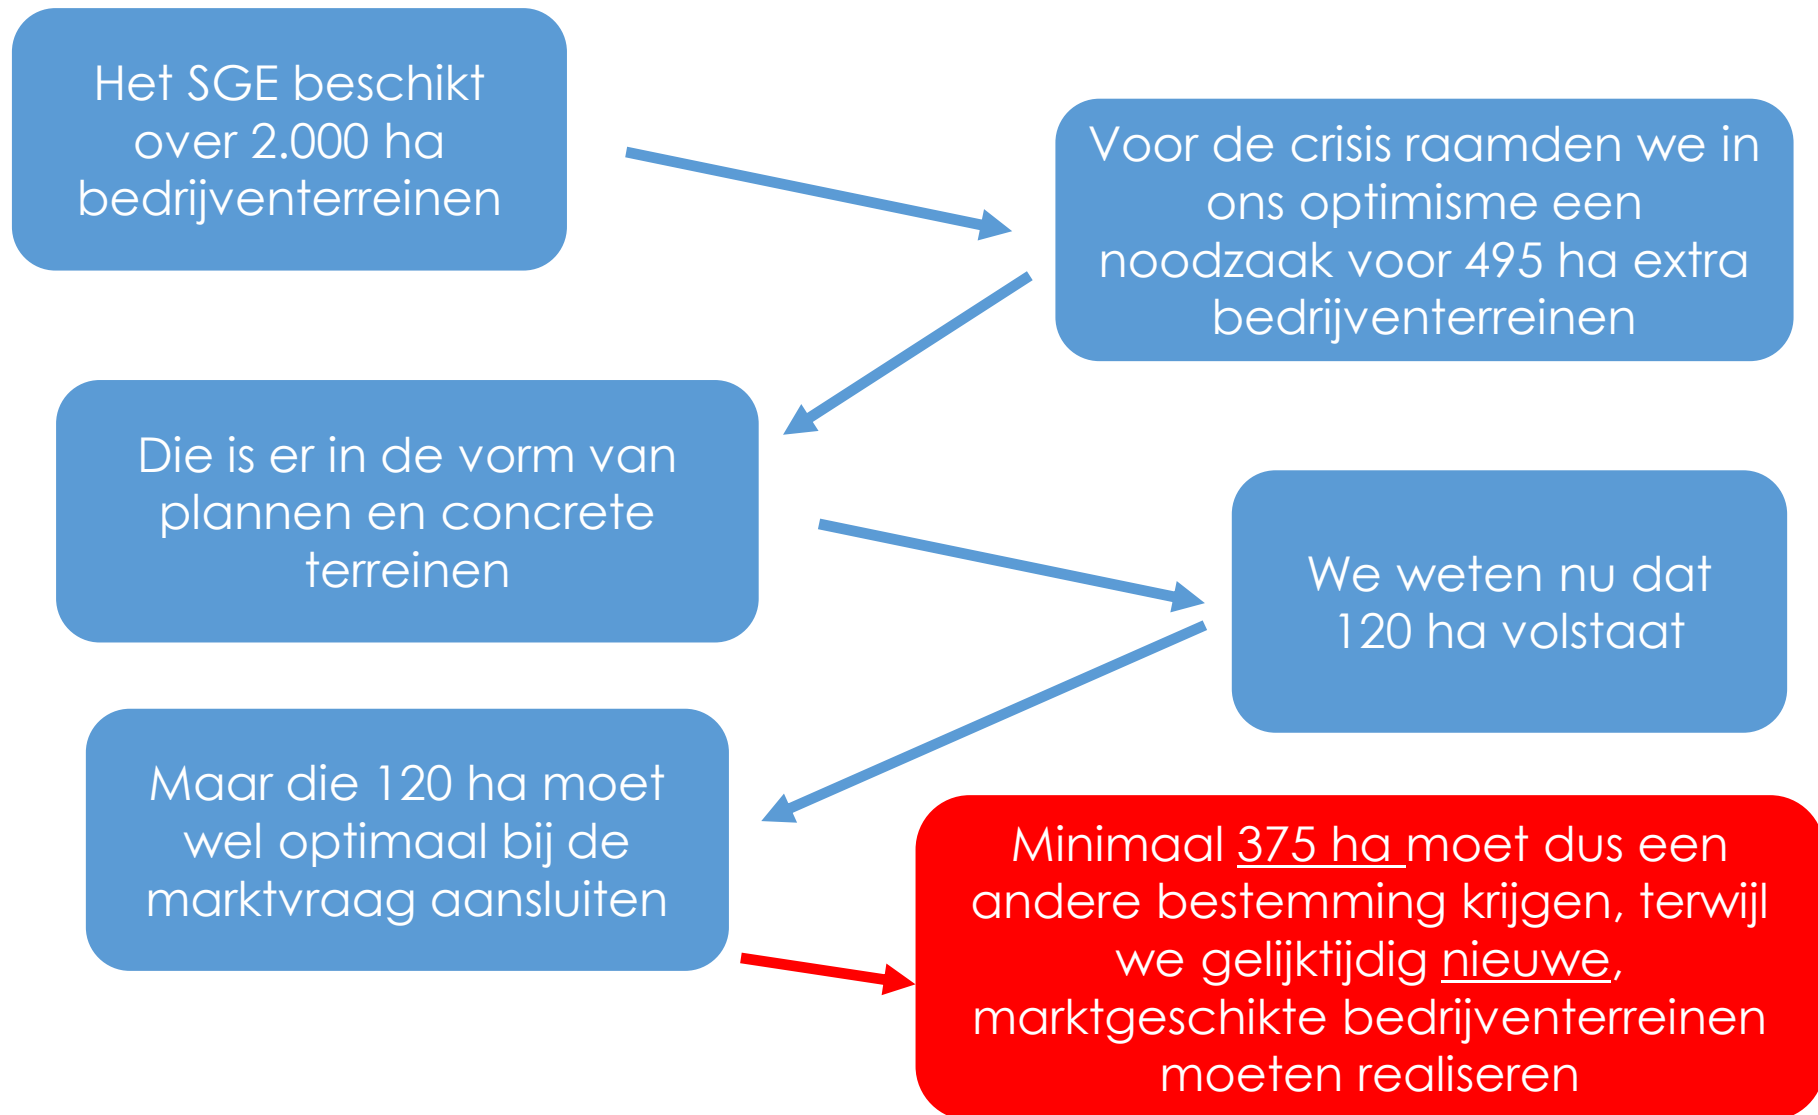 Het SGE beschikt
over 2.000 ha
bedrijventerreinen
Voor de crisis raamden we in
ons optimisme een
noodzaak voor 495 ha extra
bedrijventerreinen
Die is er in de vorm van
plannen en concrete
terreinen
We weten nu dat
120 ha volstaat
Maar die 120 ha moet
wel optimaal bij de
marktvraag aansluiten
Minimaal 375 ha moet dus een
andere bestemming krijgen, terwijl
we gelijktijdig nieuwe,
marktgeschikte bedrijventerreinen
moeten realiseren